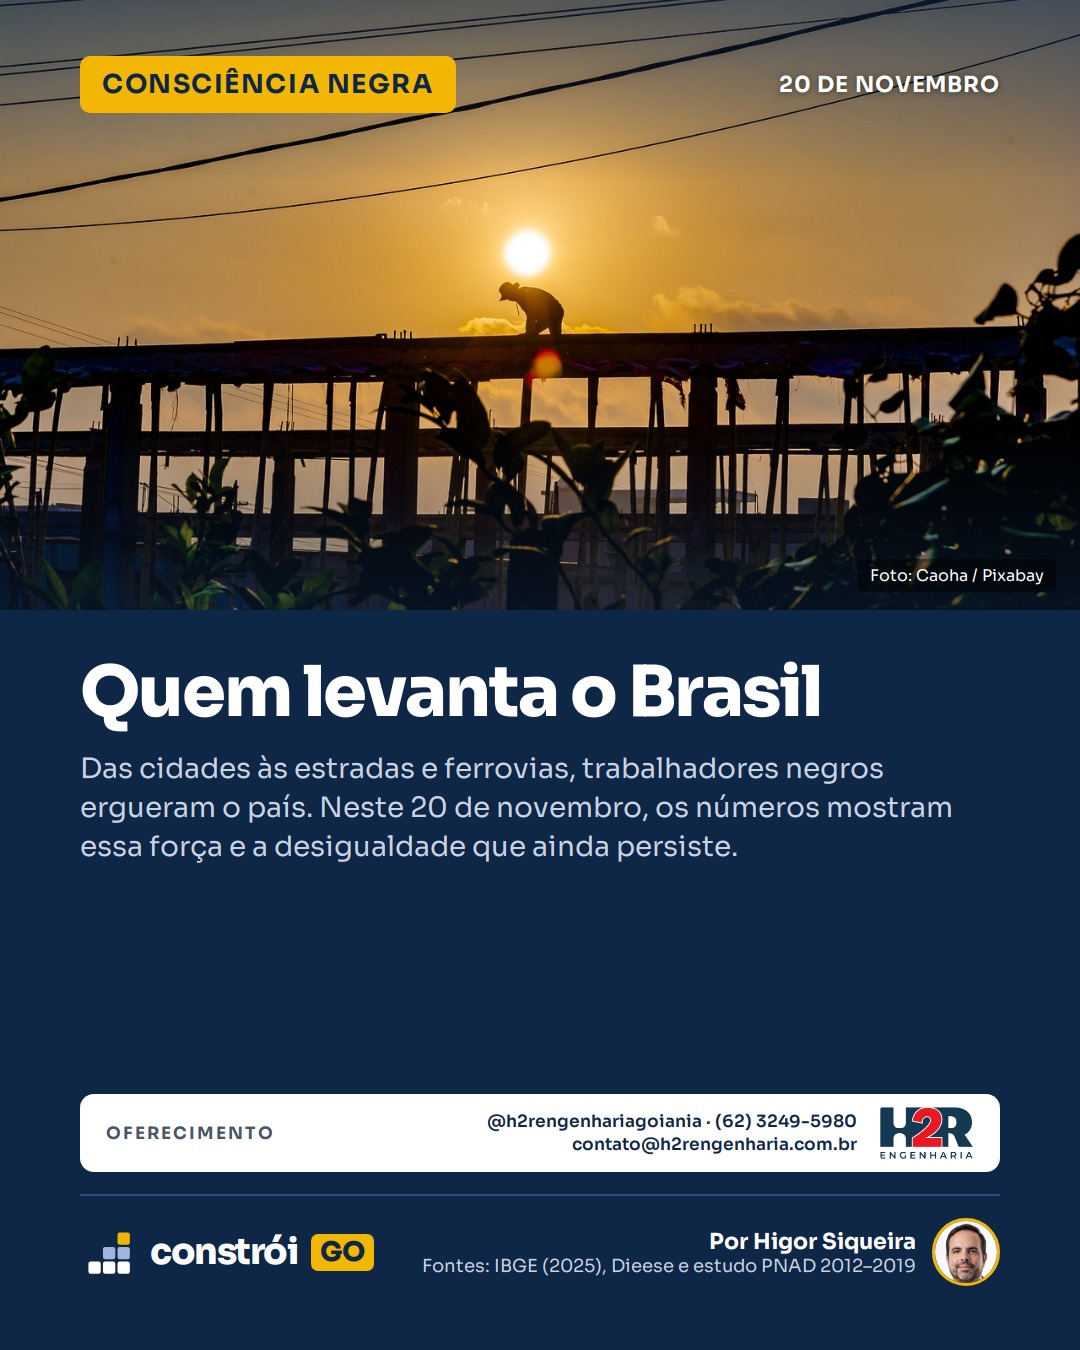 CONSCIÊNCIA NEGRA
20 DE NOVEMBRO
Foto: Caoha / Pixabay
Quem levanta o Brasil
Das cidades às estradas e ferrovias, trabalhadores negros
ergueram o país. Neste 20 de novembro, os números mostram
essa força e a desigualdade que ainda persiste.
OFERECIMENTO
@h2rengenhariagoiania · (62) 3249-5980
contato@h2rengenharia.com.br
H2R
ENGENHARIA
constrói GO
Por Higor Siqueira
Fontes: IBGE (2025), Dieese e estudo PNAD 2012–2019